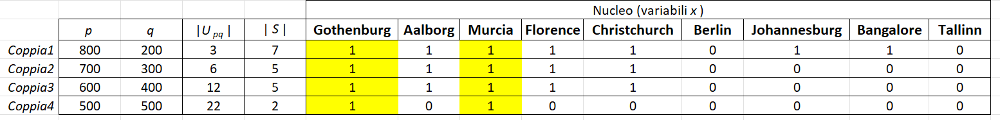 Nucleo (variabili x )
p q |U pq | | S | Gothenburg Aalborg Murcia Florence Christchurch Berlin Johannesburg Bangalore Tallinn
Coppia1 800 200 3 7 1 1 1 1 1 0 1 1 0
Coppia2 700 300 6 5 1 1 1 1 1 0 0 0 0
Coppia3 600 400 12 5 1 1 1 1 1 0 0 0 0
Coppia4 500 500 22 2 1 0 1 0 0 0 0 0 0